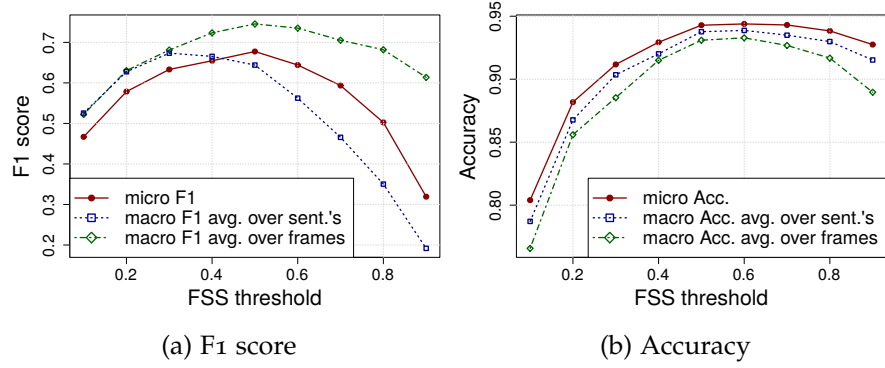 F1 score
0.2 0.3 0.4 0.5 0.6 0.7
micro F1
macro F1 avg. over sent.'s
macro F1 avg. over frames
0.2 0.4 0.6 0.8
FSS threshold
(a) F1 score
Accuracy
0.80 0.85 0.90 0.95
micro Acc.
macro Acc. avg. over sent.'s
macro Acc. avg. over frames
0.2 0.4 0.6 0.8
FSS threshold
(b) Accuracy